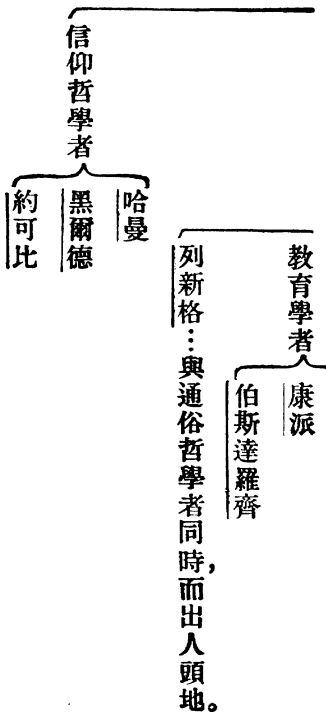 教育學者
康派
伯斯達羅齊
列新格…與通俗哲學者同時，而出人頭地。
信仰哲學者
哈曼
黑爾德
約可比